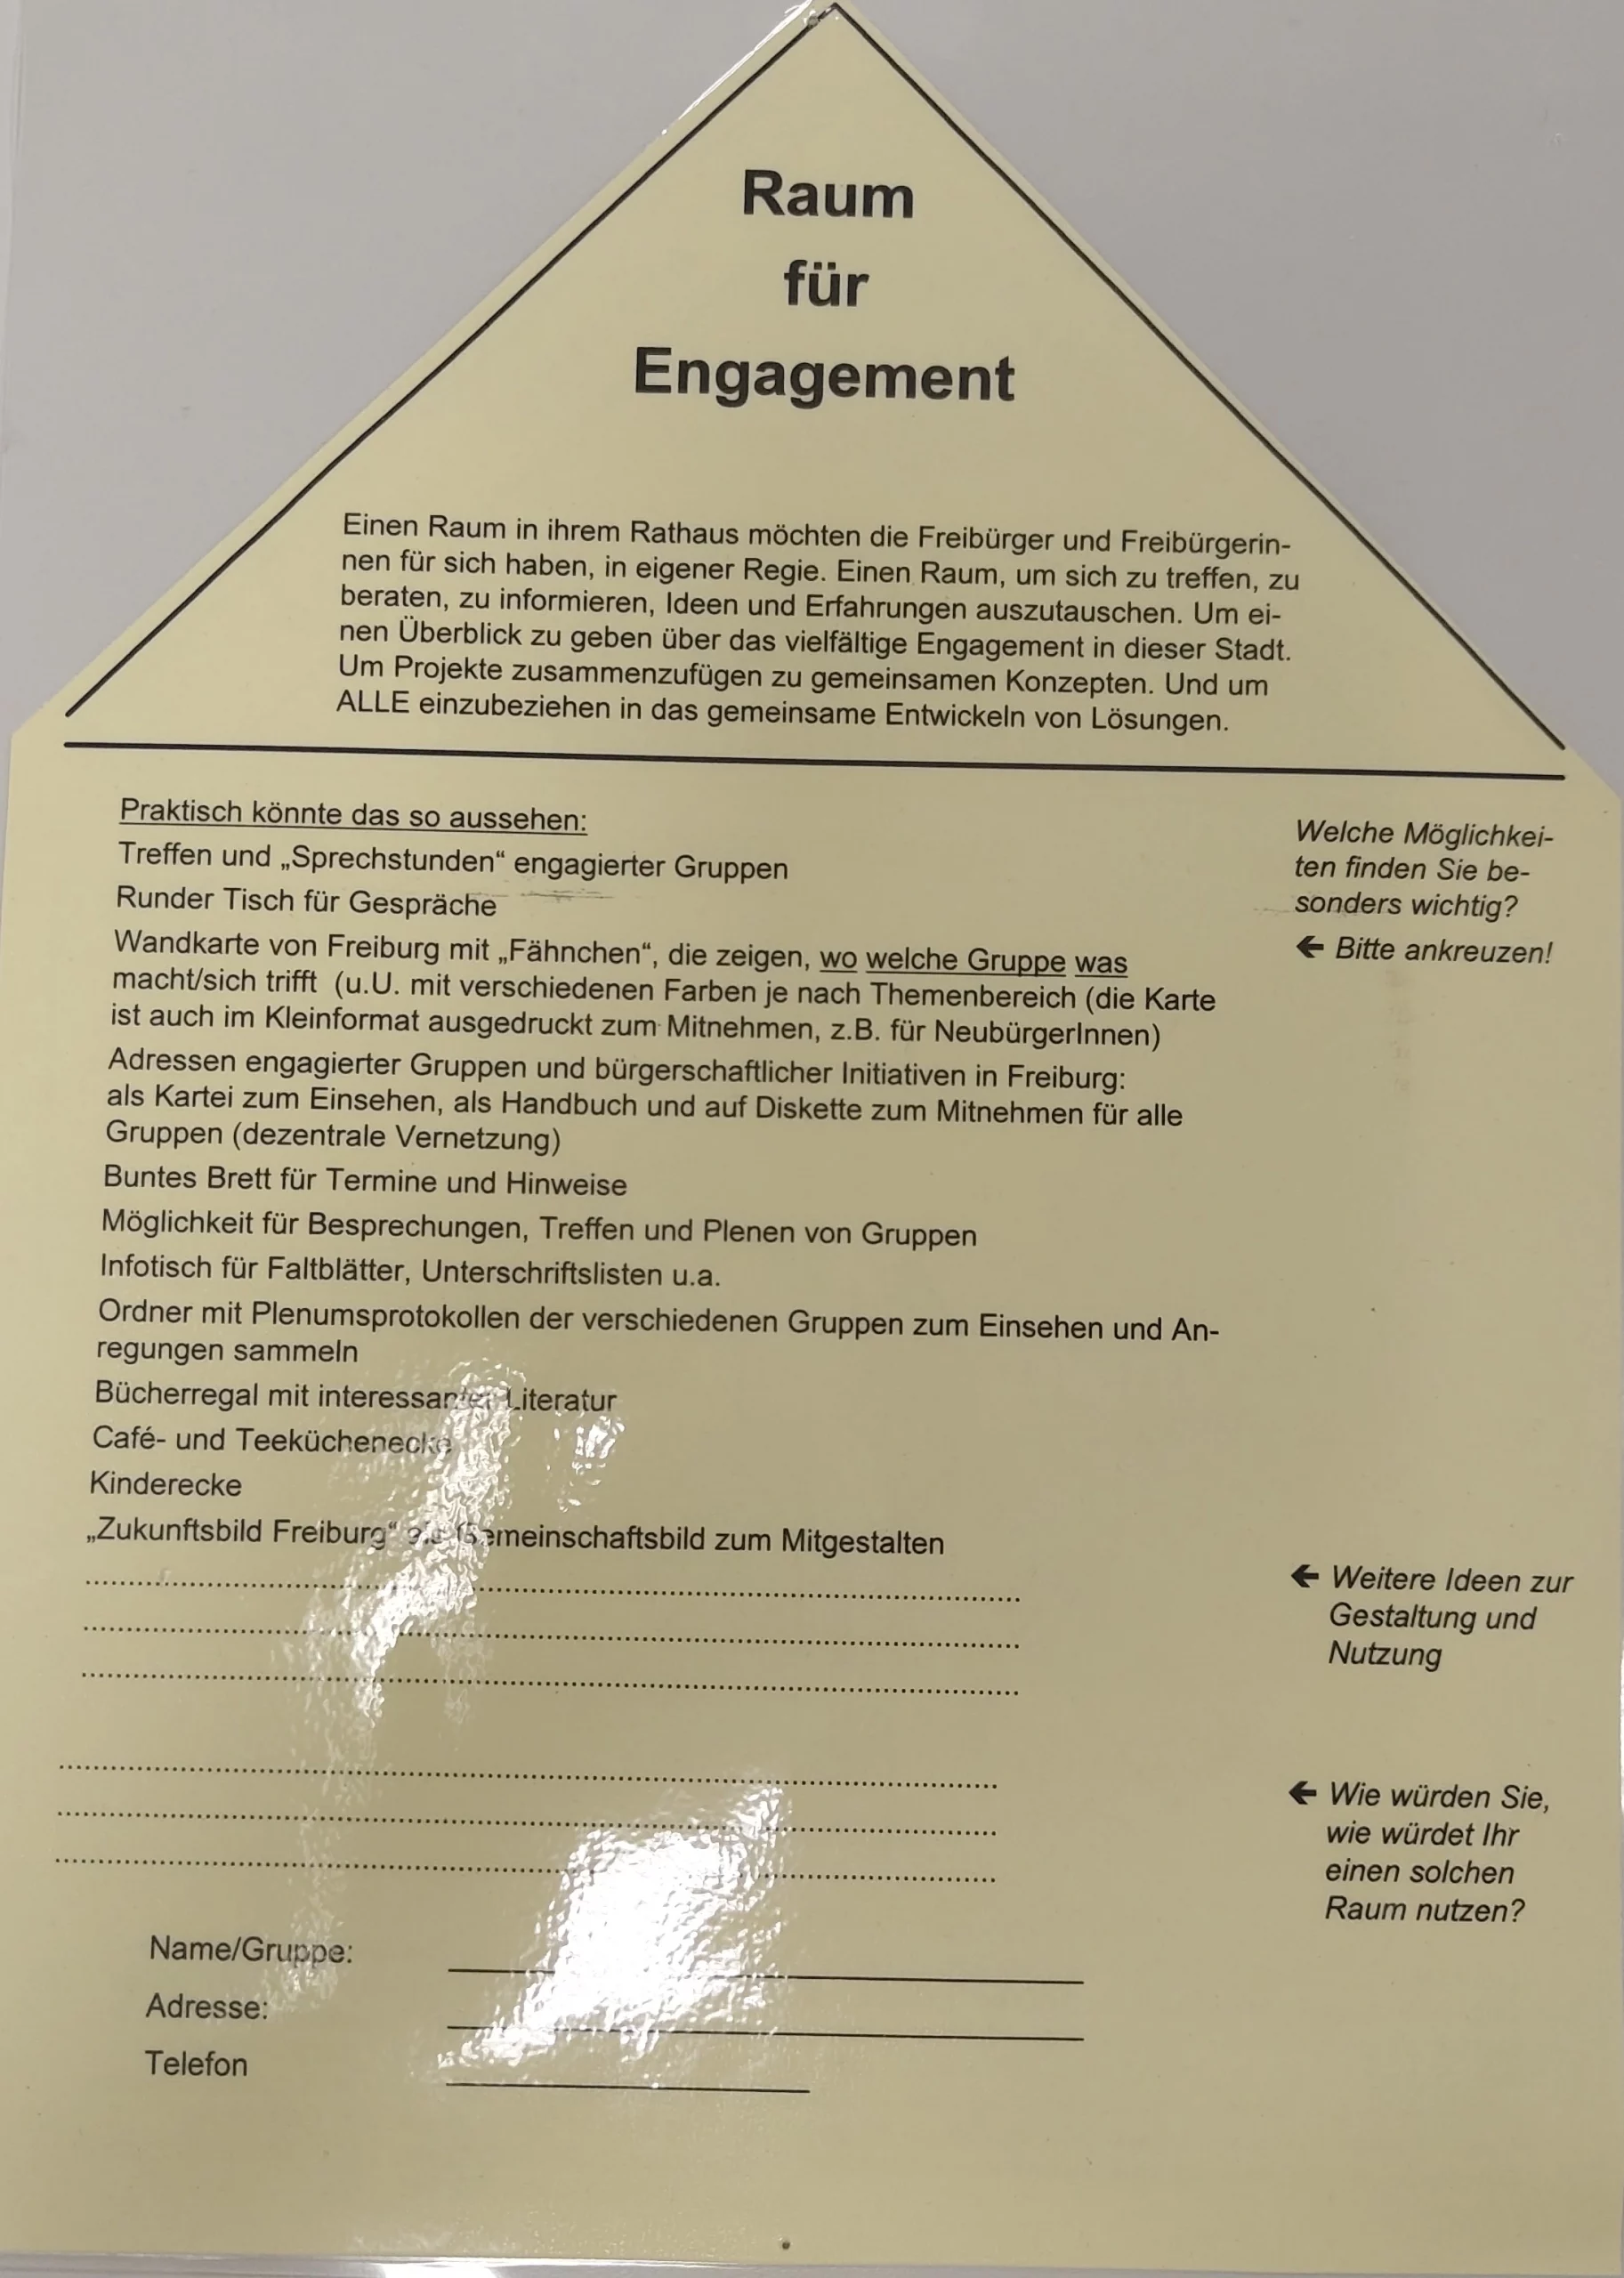 Raum
für
Engagement
Einen Raum in ihrem Rathaus möchten die Freibürger und Freibürgerin-
nen für sich haben, in eigener Regie. Einen Raum, um sich zu treffen, zu
beraten, zu informieren, Ideen und Erfahrungen auszutauschen. Um ei-
nen Überblick zu geben über das vielfältige Engagement in dieser Stadt.
Um Projekte zusammenzufügen zu gemeinsamen Konzepten. Und um
ALLE einzubeziehen in das gemeinsame Entwickeln von Lösungen.
Praktisch könnte das so aussehen:
Treffen und „Sprechstunden“ engagierter Gruppen
Runder Tisch für Gespräche
Wandkarte von Freiburg mit „Fähnchen“, die zeigen, wo welche Gruppe was
macht/sich trifft (u.U. mit verschiedenen Farben je nach Themenbereich (die Karte
ist auch im Kleinformat ausgedruckt zum Mitnehmen, z.B. für NeubürgerInnen)
Adressen engagierter Gruppen und bürgerschaftlicher Initiativen in Freiburg:
als Kartei zum Einsehen, als Handbuch und auf Diskette zum Mitnehmen für alle
Gruppen (dezentrale Vernetzung)
Buntes Brett für Termine und Hinweise
Möglichkeit für Besprechungen, Treffen und Plenen von Gruppen
Infotisch für Faltblätter, Unterschriftslisten u.a.
Ordner mit Plenumsprotokollen der verschiedenen Gruppen zum Einsehen und An-
regungen sammeln
Bücherregal mit interessanter Literatur
Café- und Teeküchenecke
Kinderecke
„Zukunftsbild Freiburg“ als Gemeinschaftsbild zum Mitgestalten
Welche Möglichkei-
ten finden Sie be-
sonders wichtig?
← Bitte ankreuzen!
← Weitere Ideen zur
Gestaltung und
Nutzung
← Wie würden Sie,
wie würdet Ihr
einen solchen
Raum nutzen?
Name/Gruppe:
Adresse:
Telefon